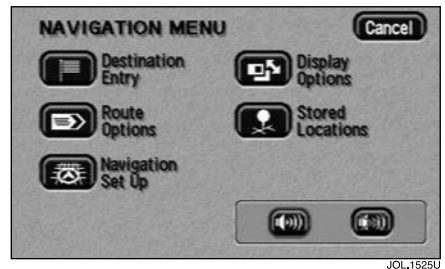 NAVIGATION MENU
Cancel
Destination
Entry
Display
Options
Route
Options
Stored
Locations
Navigation
Set Up
JOL.1525U